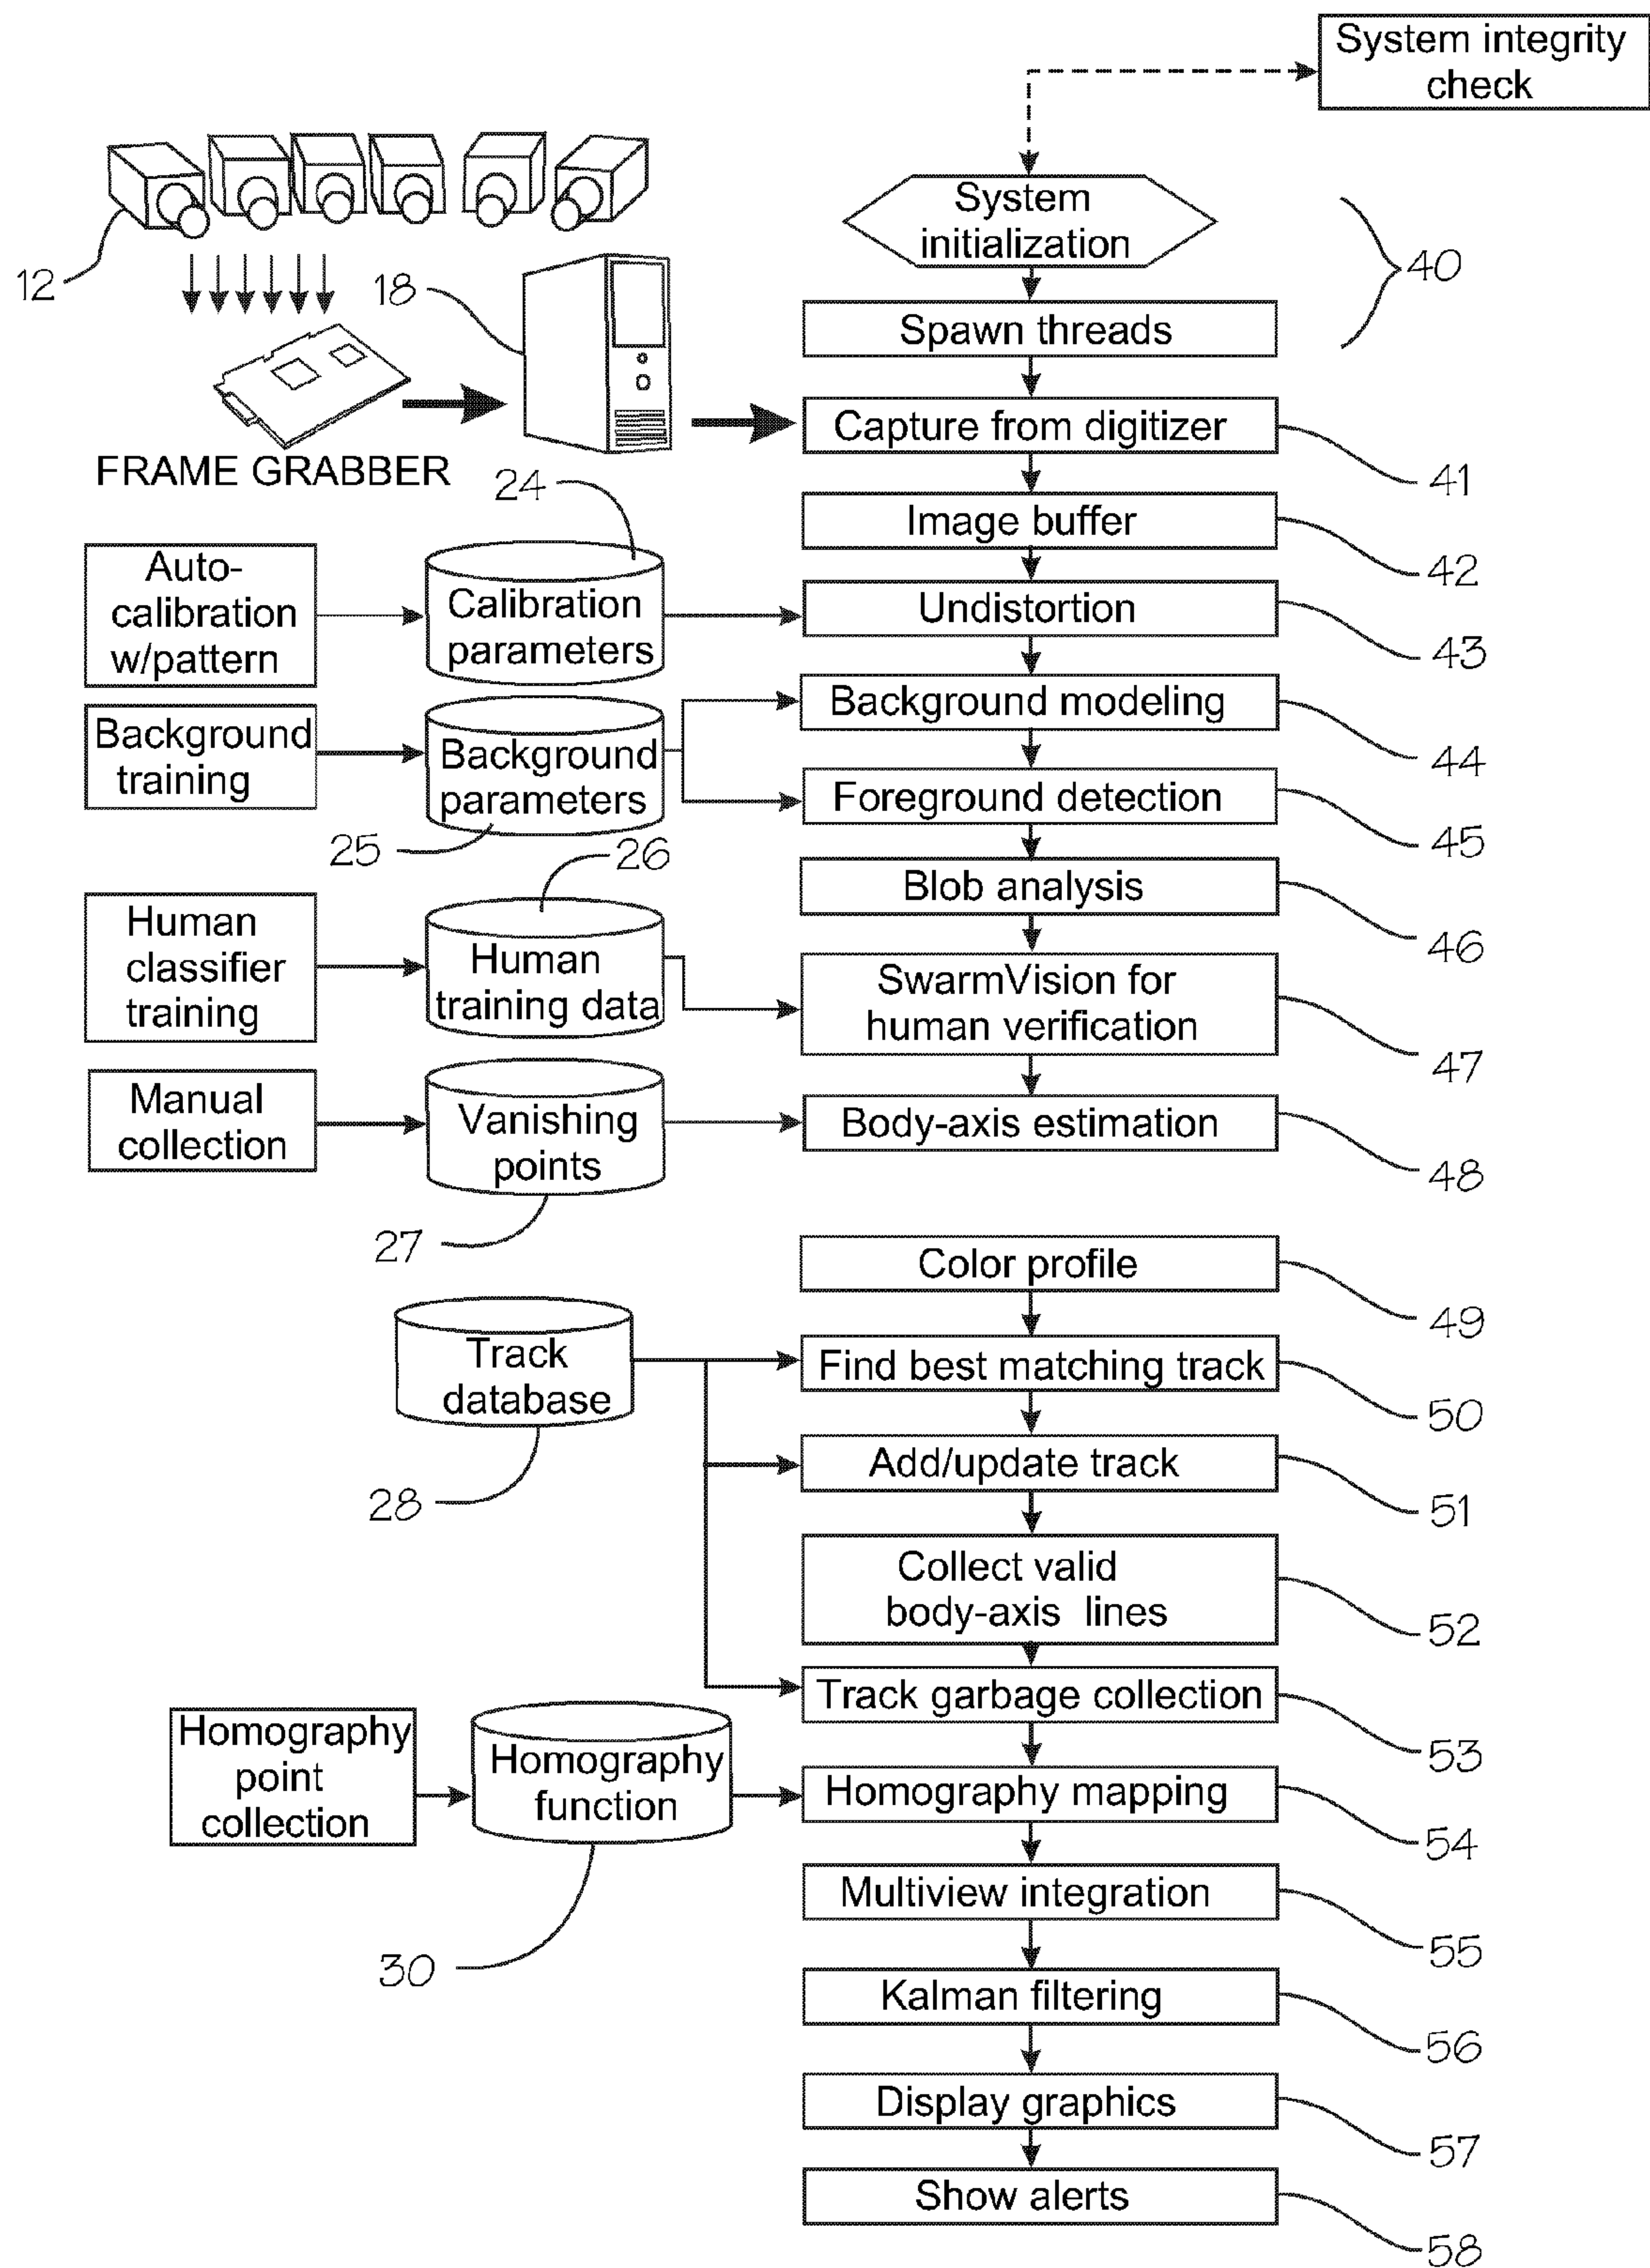 System integrity
check
System
initialization
40
12
18
Spawn threads
Capture from digitizer
41
FRAME GRABBER
24
Image buffer
42
Auto-
calibration
w/pattern
Calibration
parameters
Undistortion
43
Background
training
Background
parameters
25
Background modeling
44
Foreground detection
45
26
Blob analysis
46
Human
classifier
training
Human
training data
SwarmVision for
human verification
47
Manual
collection
Vanishing
points
27
Body-axis estimation
48
Color profile
49
Track
database
28
Find best matching track
50
Add/update track
51
Collect valid
body-axis lines
52
Track garbage collection
53
Homography
point
collection
Homography
function
30
Homography mapping
54
Multiview integration
55
Kalman filtering
56
Display graphics
57
Show alerts
58